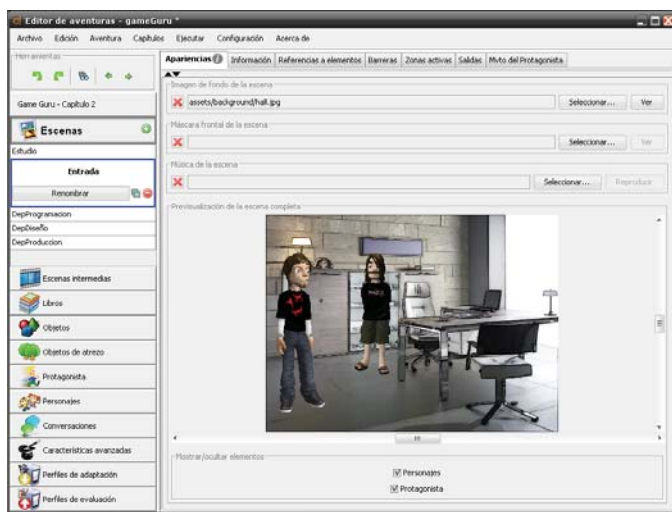 Editor de aventuras - gameGuru *
Archivo Edición Aventura Capítulos Ejecutar Configuración Acerca de
Herramientas
Game Guru - Capítulo 2
Escenas
Estudio
Entrada
Renombrar
DepProgramacion
DepDiseño
DepProduccion
Escenas intermedias
Libros
Objetos
Objetos de atrezo
Protagonista
Personajes
Conversaciones
Características avanzadas
Perfiles de adaptación
Perfiles de evaluación
Apariencias Información Referencias a elementos Barreras Zonas activas Salidas Mvto del Protagonista
Imagen de fondo de la escena
assets/background/hall.jpg Seleccionar... Ver
Máscara frontal de la escena
Seleccionar... Ver
Música de la escena
Seleccionar... Reproducir
Previsualización de la escena completa
Mostrar/ocultar elementos
Personajes
Protagonista